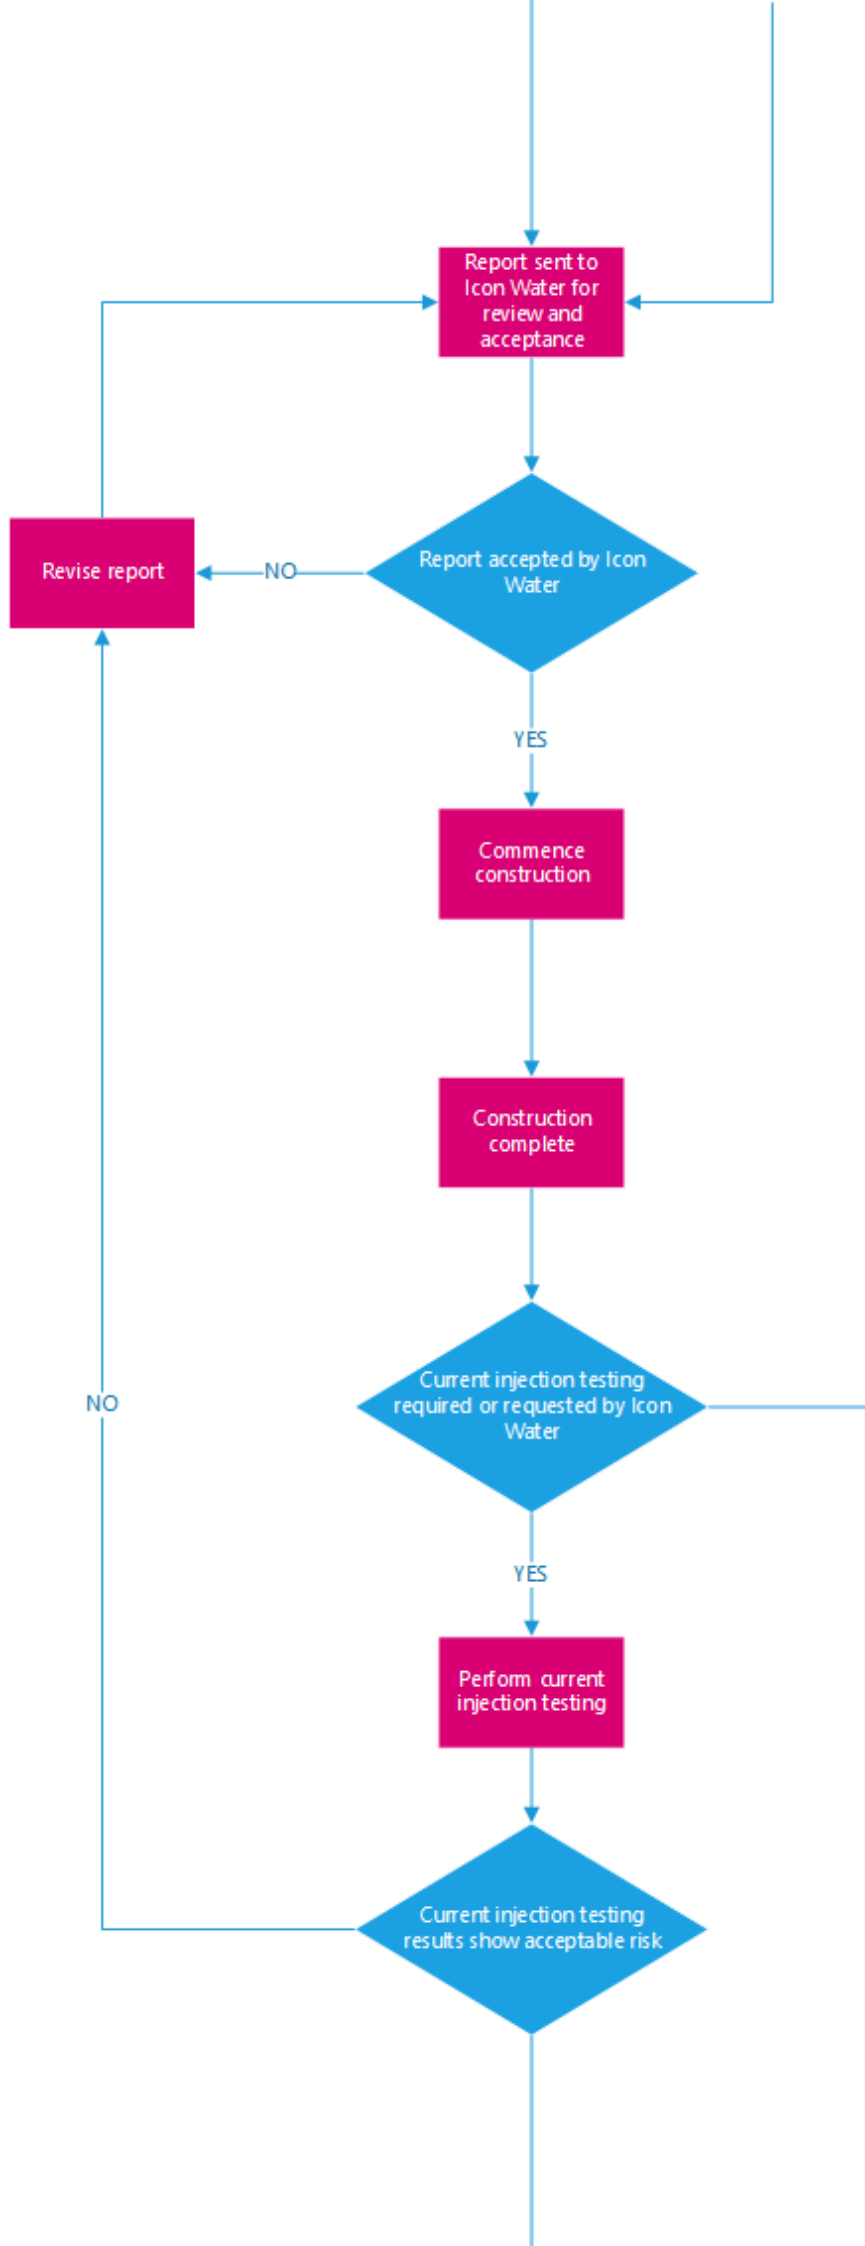 Report sent to
Icon Water for
review and
acceptance
Report accepted by Icon
Water
NO
Revise report
YES
Commence
construction
Construction
complete
Current injection testing
required or requested by Icon
Water
NO
YES
Perform current
injection testing
Current injection testing
results show acceptable risk